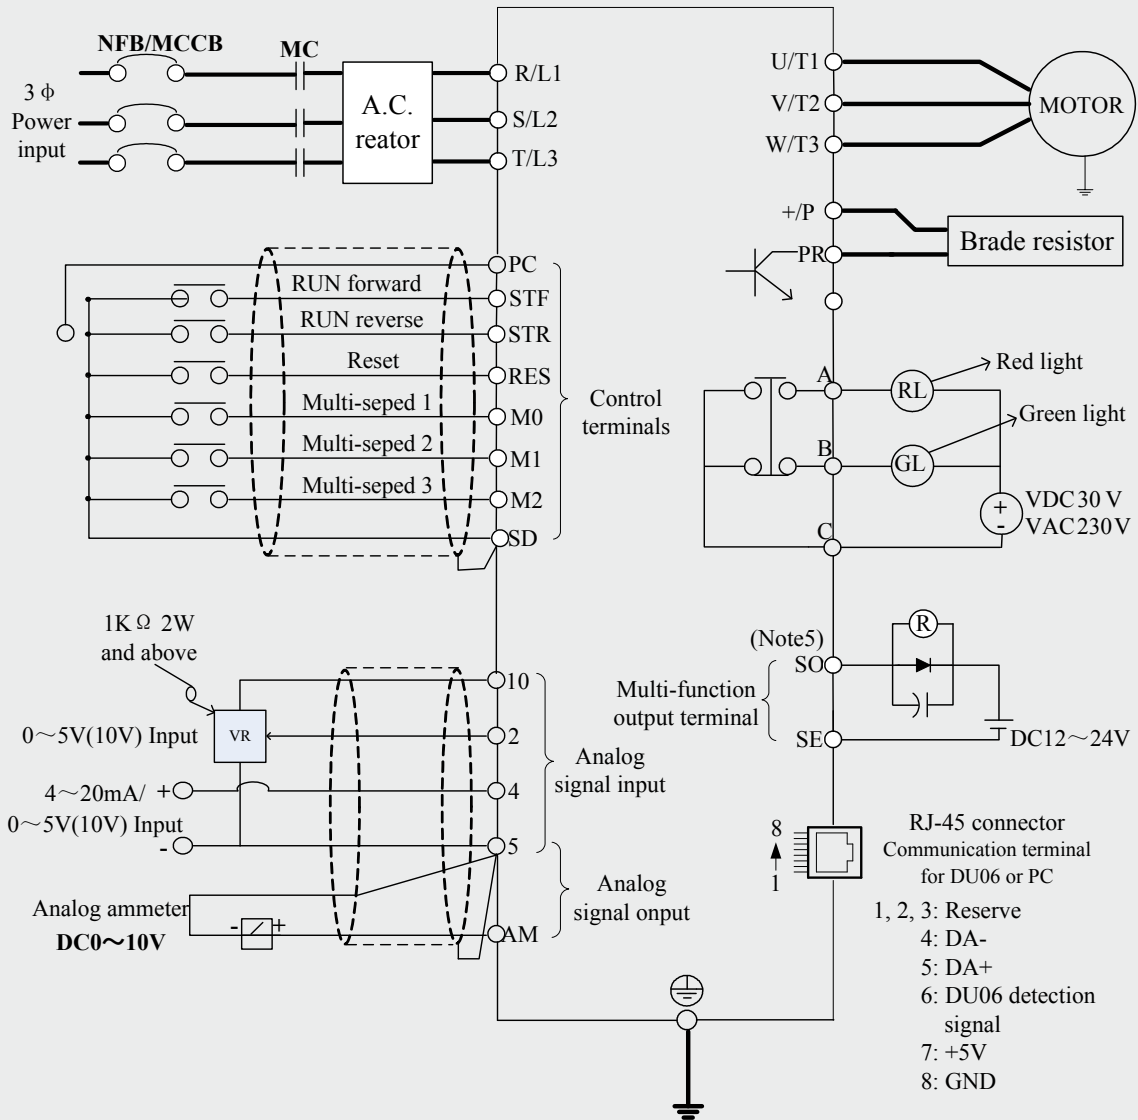 NFB/MCCB
MC
3 ф
Power
input
A.C.
reator
R/L1
S/L2
T/L3
U/T1
V/T2
W/T3
MOTOR
+/P
PR
Brade resistor
PC
RUN forward
STF
RUN reverse
STR
Reset
RES
Multi-seped 1
M0
Multi-seped 2
M1
Multi-seped 3
M2
SD
Control
terminals
A
RL
Red light
B
GL
Green light
C
+
-
VDC 30 V
VAC 230 V
1K Ω 2W
and above
VR
0～5V(10V) Input
4～20mA/
+
0～5V(10V) Input
-
10
2
4
5
Analog
signal input
Analog ammeter
DC0～10V
-
+
AM
Analog
signal onput
(Note5)
SO
SE
Multi-function
output terminal
R
DC12～24V
8
1
RJ-45 connector
Communication terminal
for DU06 or PC
1, 2, 3: Reserve
4: DA-
5: DA+
6: DU06 detection
signal
7: +5V
8: GND